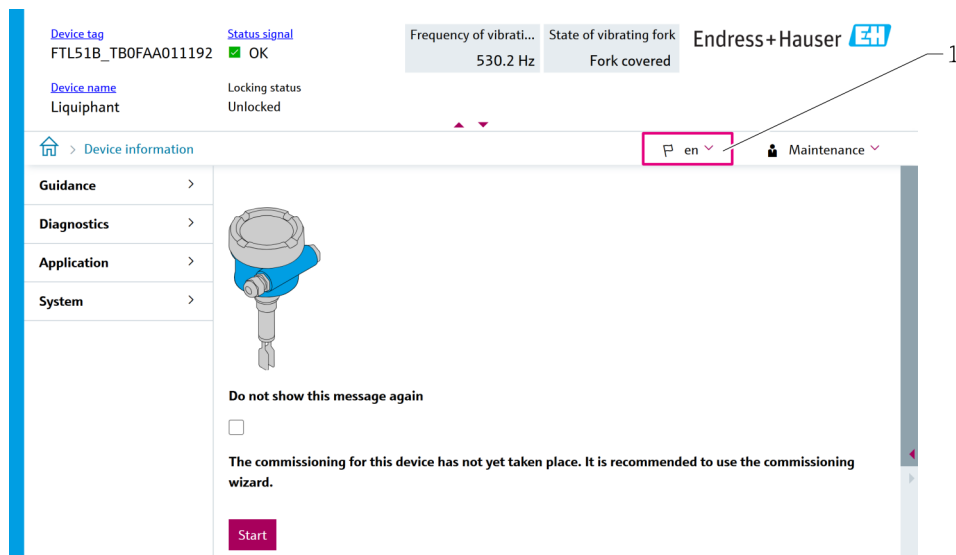 Device tag
FTL51B_TB0FAA011192
Status signal
OK
Frequency of vibrati...
530.2 Hz
State of vibrating fork
Fork covered
Endress+Hauser EH
1
Device name
Liquiphant
Locking status
Unlocked
> Device information
en
Maintenance
Guidance
Diagnostics
Application
System
Do not show this message again
The commissioning for this device has not yet taken place. It is recommended to use the commissioning
wizard.
Start